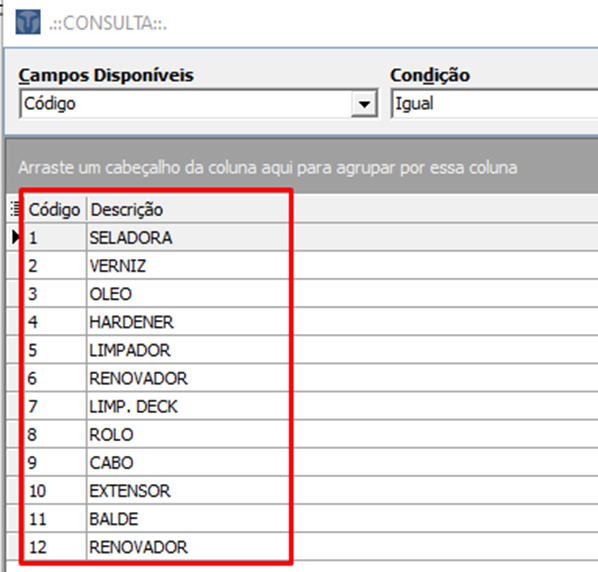 .::CONSULTA::.
Campos Disponíveis Condição
Código Igual
Arraste um cabeçalho da coluna aqui para agrupar por essa coluna
Código Descrição
1 SELADORA
2 VERNIZ
3 OLEO
4 HARDENER
5 LIMPADOR
6 RENOVADOR
7 LIMP. DECK
8 ROLO
9 CABO
10 EXTENSOR
11 BALDE
12 RENOVADOR